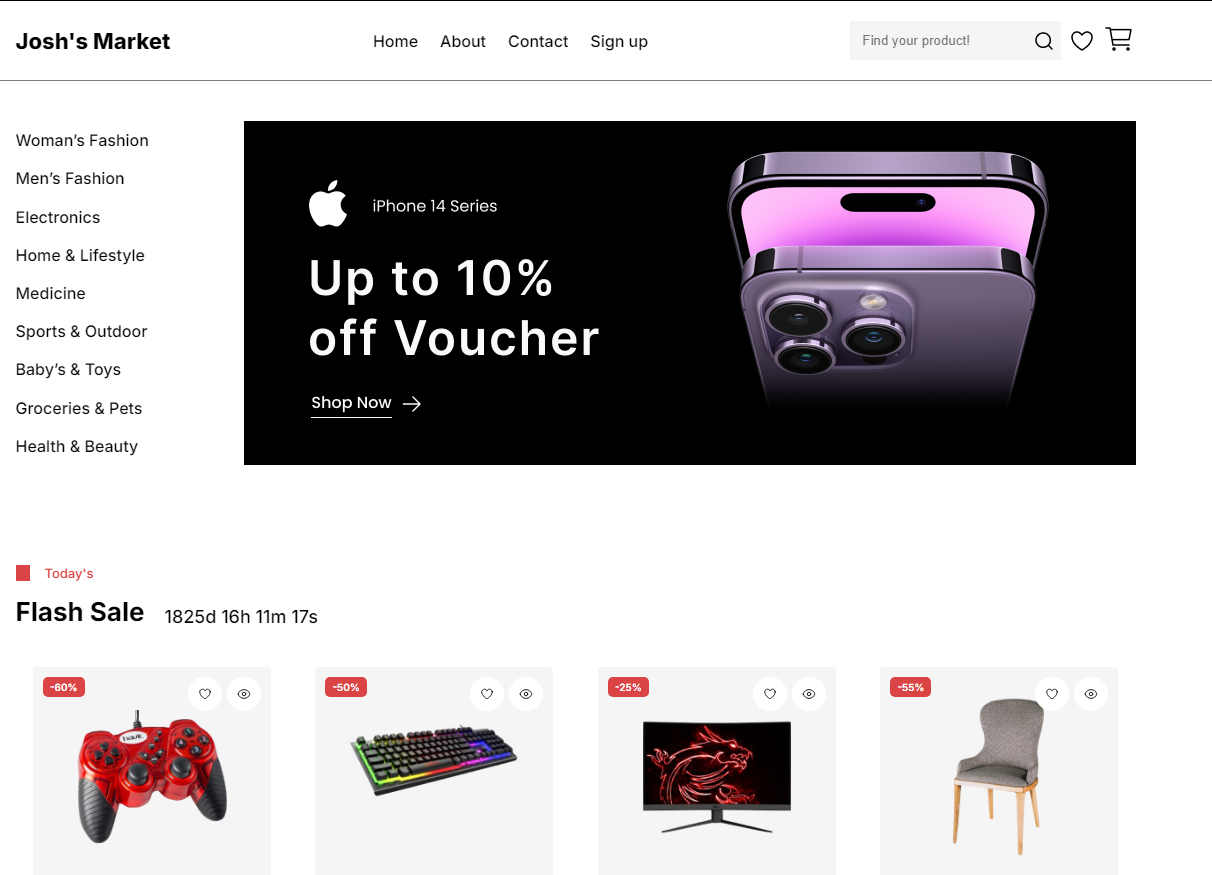 Josh's Market
Home
About
Contact
Sign up
Find your product!
Woman’s Fashion
Men’s Fashion
Electronics
Home & Lifestyle
Medicine
Sports & Outdoor
Baby’s & Toys
Groceries & Pets
Health & Beauty
iPhone 14 Series
Up to 10%
off Voucher
Shop Now
Today's
Flash Sale
1825d 16h 11m 17s
-60%
-50%
-25%
-55%